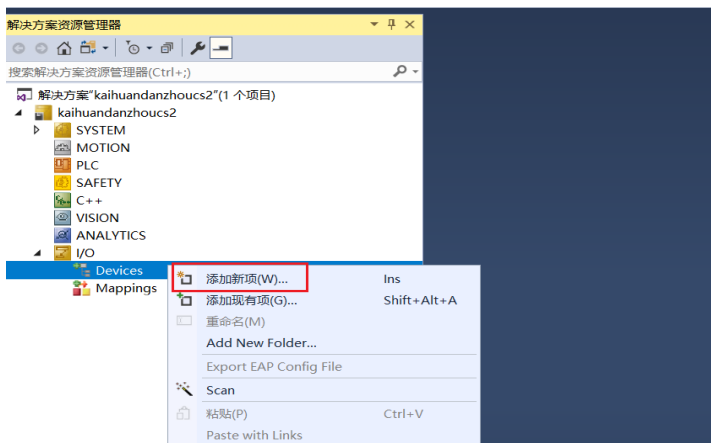 解决方案资源管理器
搜索解决方案资源管理器(Ctrl+;)
解决方案"kaihuandanzhoucs2"(1 个项目)
kaihuandanzhoucs2
SYSTEM
MOTION
PLC
SAFETY
C++
VISION
ANALYTICS
I/O
Devices
Mappings
添加新项(W)... Ins
添加现有项(G)... Shift+Alt+A
重命名(M)
Add New Folder...
Export EAP Config File
Scan
粘贴(P) Ctrl+V
Paste with Links